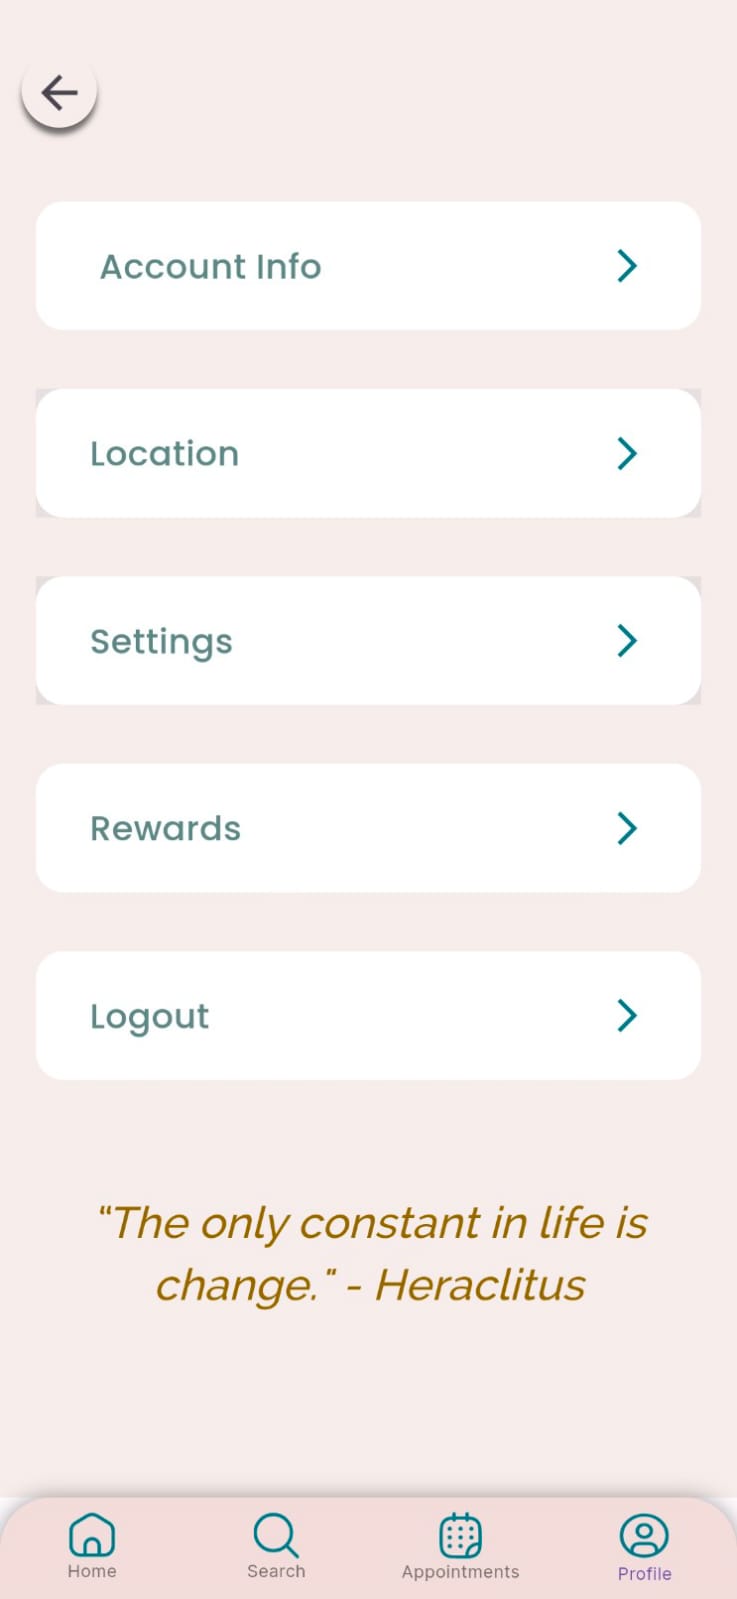 Account Info
Location
Settings
Rewards
Logout
“The only constant in life is
change." - Heraclitus
Home
Search
Appointments
Profile